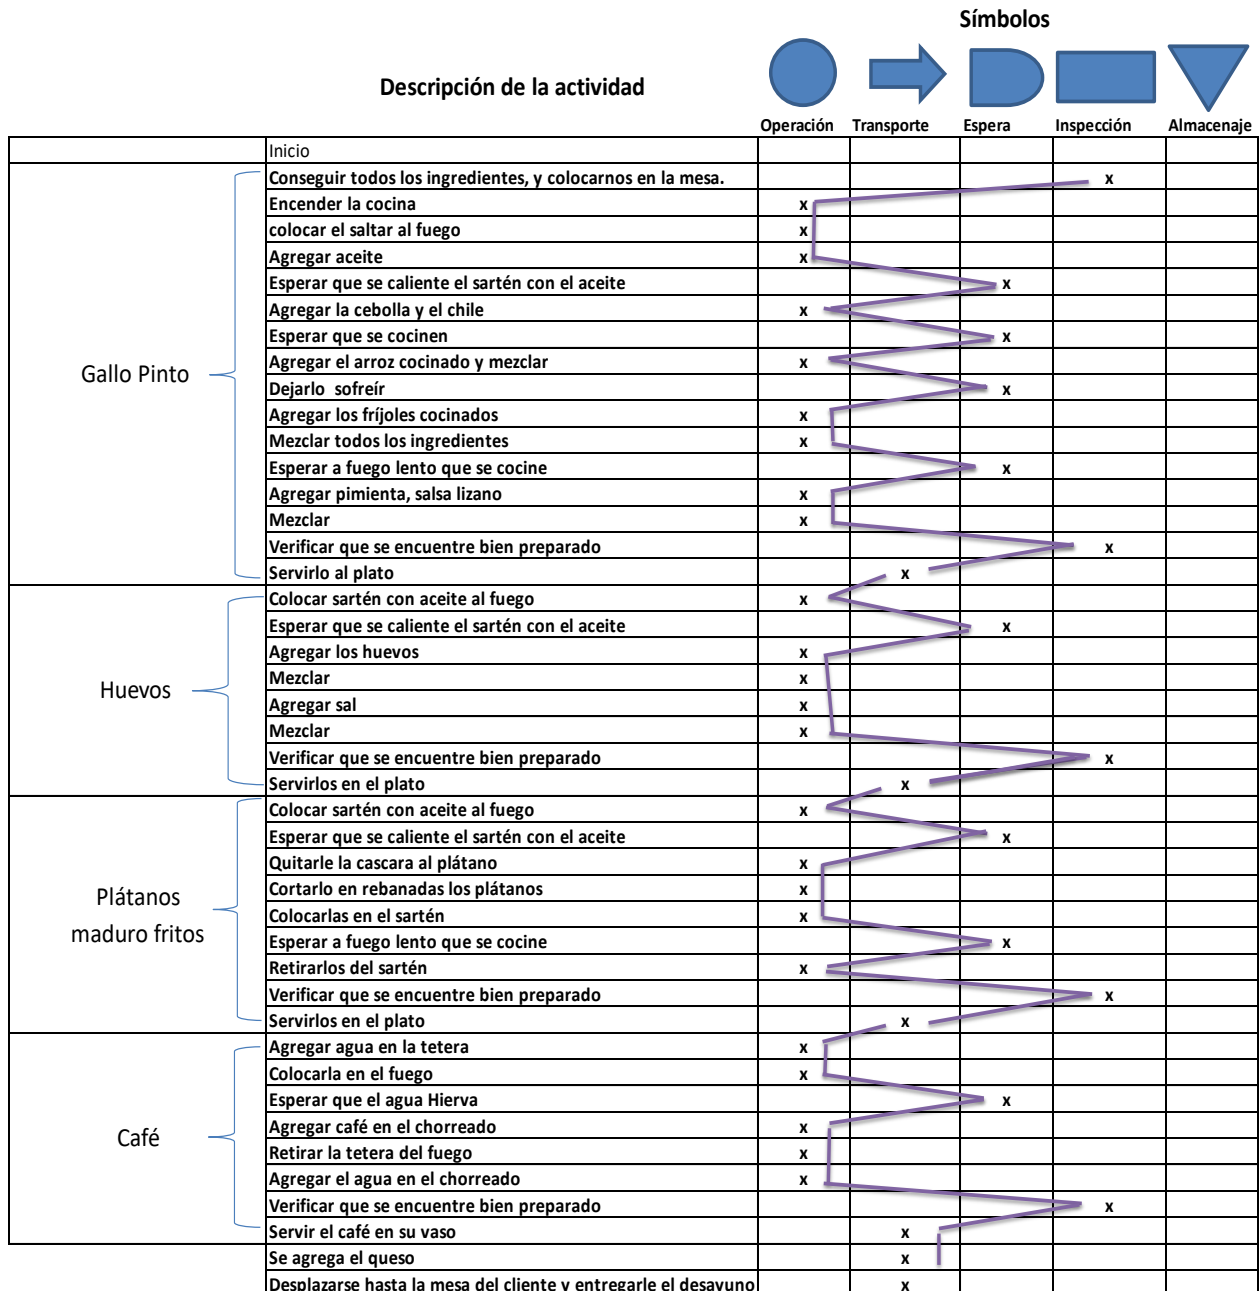 Símbolos
Descripción de la actividad
Operación Transporte Espera Inspección Almacenaje
Inicio
Gallo Pinto
Conseguir todos los ingredientes, y colocarnos en la mesa. x
Encender la cocina x
colocar el saltar al fuego x
Agregar aceite x
Esperar que se caliente el sartén con el aceite x
Agregar la cebolla y el chile x
Esperar que se cocinen x
Agregar el arroz cocinado y mezclar x
Dejarlo sofreír x
Agregar los fríjoles cocinados x
Mezclar todos los ingredientes x
Esperar a fuego lento que se cocine x
Agregar pimienta, salsa lizano x
Mezclar x
Verificar que se encuentre bien preparado x
Servirlo al plato x
Huevos
Colocar sartén con aceite al fuego x
Esperar que se caliente el sartén con el aceite x
Agregar los huevos x
Mezclar x
Agregar sal x
Mezclar x
Verificar que se encuentre bien preparado x
Servirlos en el plato x
Plátanos
maduro fritos
Colocar sartén con aceite al fuego x
Esperar que se caliente el sartén con el aceite x
Quitarle la cascara al plátano x
Cortarlo en rebanadas los plátanos x
Colocarlas en el sartén x
Esperar a fuego lento que se cocine x
Retirarlos del sartén x
Verificar que se encuentre bien preparado x
Servirlos en el plato x
Café
Agregar agua en la tetera x
Colocarla en el fuego x
Esperar que el agua Hierva x
Agregar café en el chorreado x
Retirar la tetera del fuego x
Agregar el agua en el chorreado x
Verificar que se encuentre bien preparado x
Servir el café en su vaso x
Se agrega el queso x
Desplazarse hasta la mesa del cliente y entregarle el desayuno x